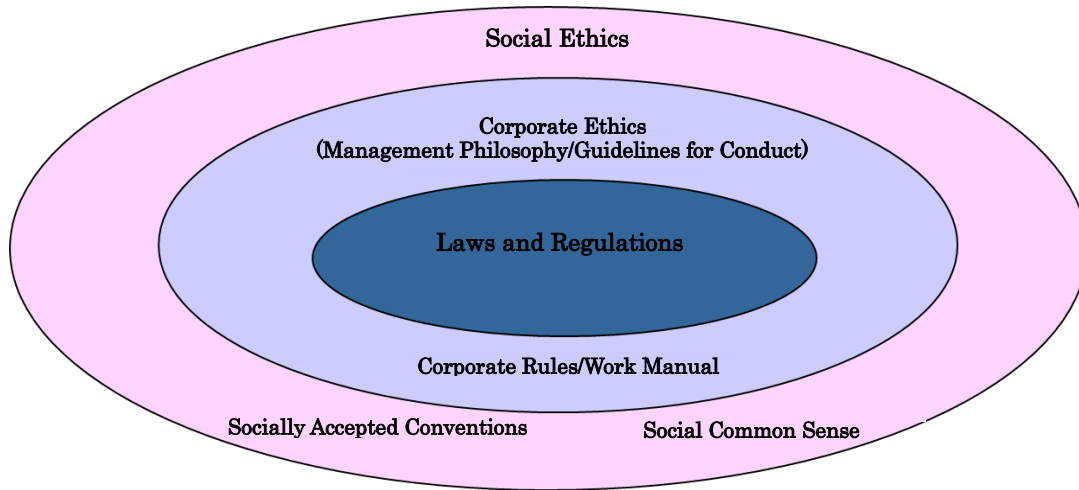 Social Ethics
Corporate Ethics
(Management Philosophy/Guidelines for Conduct)
Laws and Regulations
Corporate Rules/Work Manual
Socially Accepted Conventions
Social Common Sense